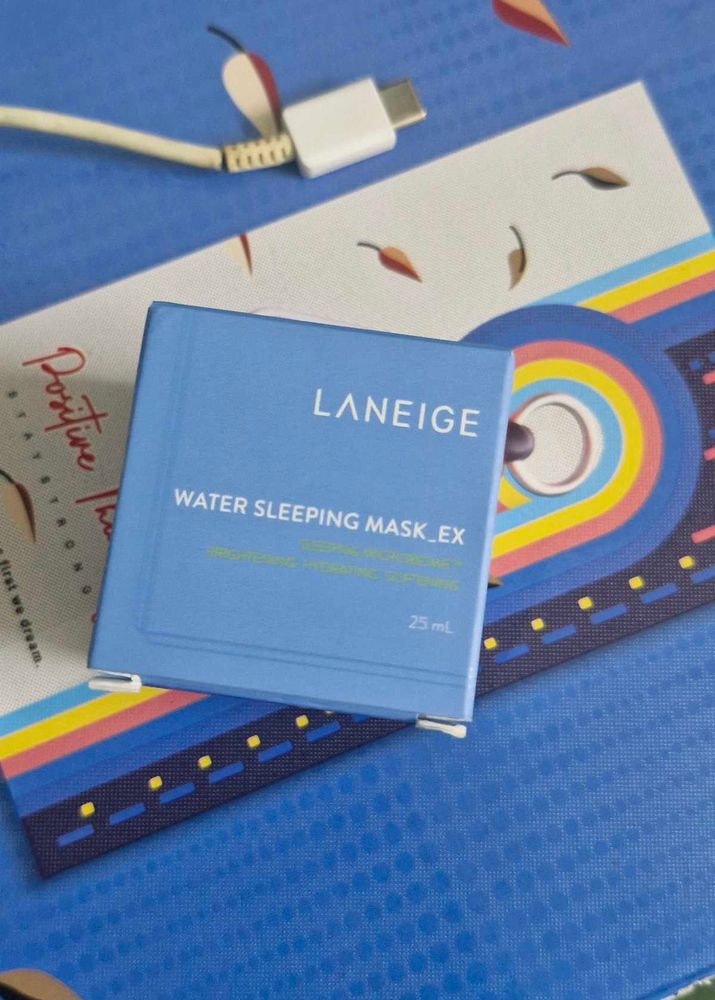 LANEIGE
WATER SLEEPING MASK_EX
SLEEPING MICROBIOME™
BRIGHTENING HYDRATING SOFTENING
25 mL
Positive
STAY STRONG
first we dream.